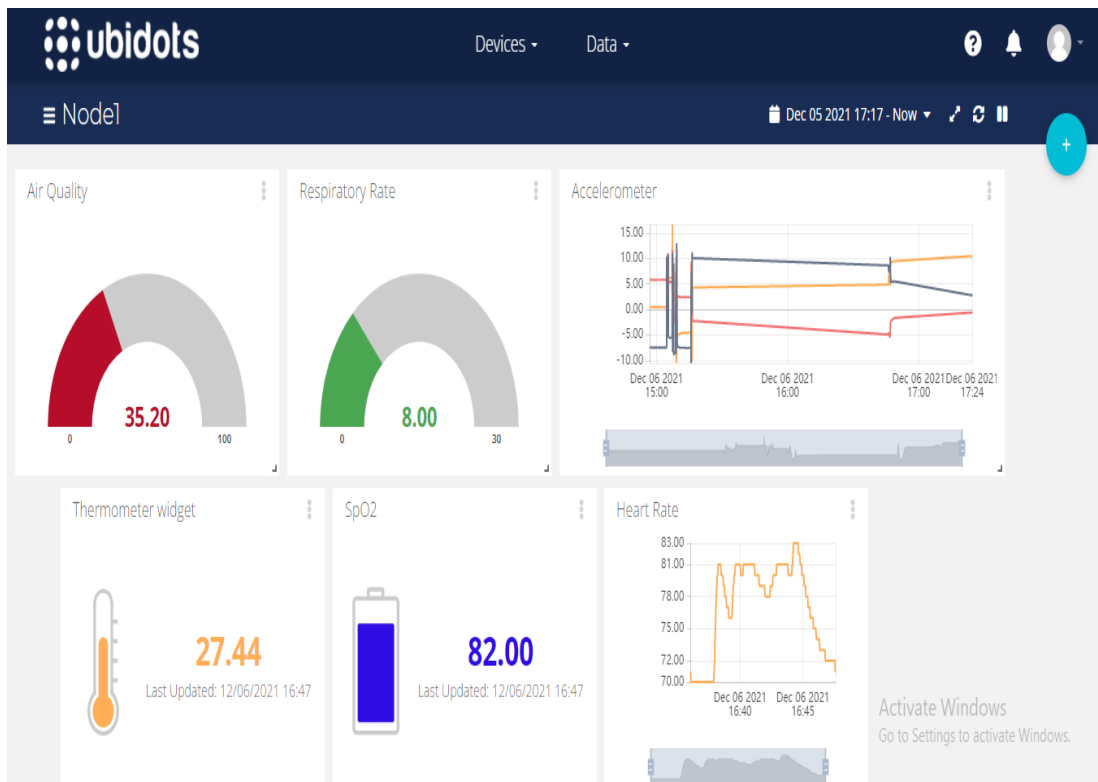 ubidots
Devices
Data
Node1
Dec 05 2021 17:17 - Now
+
Air Quality
35.20
0
100
Respiratory Rate
8.00
0
30
Accelerometer
15.00
10.00
5.00
0.00
-5.00
-10.00
Dec 06 2021
15:00
Dec 06 2021
16:00
Dec 06 2021
17:00
Dec 06 2021
17:24
Thermometer widget
27.44
Last Updated: 12/06/2021 16:47
SpO2
82.00
Last Updated: 12/06/2021 16:47
Heart Rate
83.00
81.00
78.00
75.00
72.00
70.00
Dec 06 2021
16:40
Dec 06 2021
16:45
Activate Windows
Go to Settings to activate Windows.